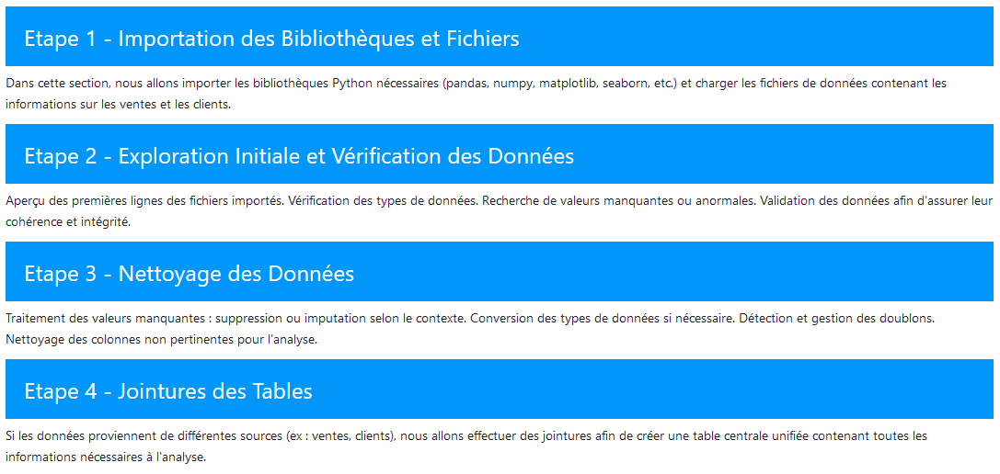 Etape 1 - Importation des Bibliothèques et Fichiers
Dans cette section, nous allons importer les bibliothèques Python nécessaires (pandas, numpy, matplotlib, seaborn, etc.) et charger les fichiers de données contenant les
informations sur les ventes et les clients.
Etape 2 - Exploration Initiale et Vérification des Données
Aperçu des premières lignes des fichiers importés. Vérification des types de données. Recherche de valeurs manquantes ou anormales. Validation des données afin d'assurer leur
cohérence et intégrité.
Etape 3 - Nettoyage des Données
Traitement des valeurs manquantes : suppression ou imputation selon le contexte. Conversion des types de données si nécessaire. Détection et gestion des doublons.
Nettoyage des colonnes non pertinentes pour l'analyse.
Etape 4 - Jointures des Tables
Si les données proviennent de différentes sources (ex : ventes, clients), nous allons effectuer des jointures afin de créer une table centrale unifiée contenant toutes les
informations nécessaires à l'analyse.